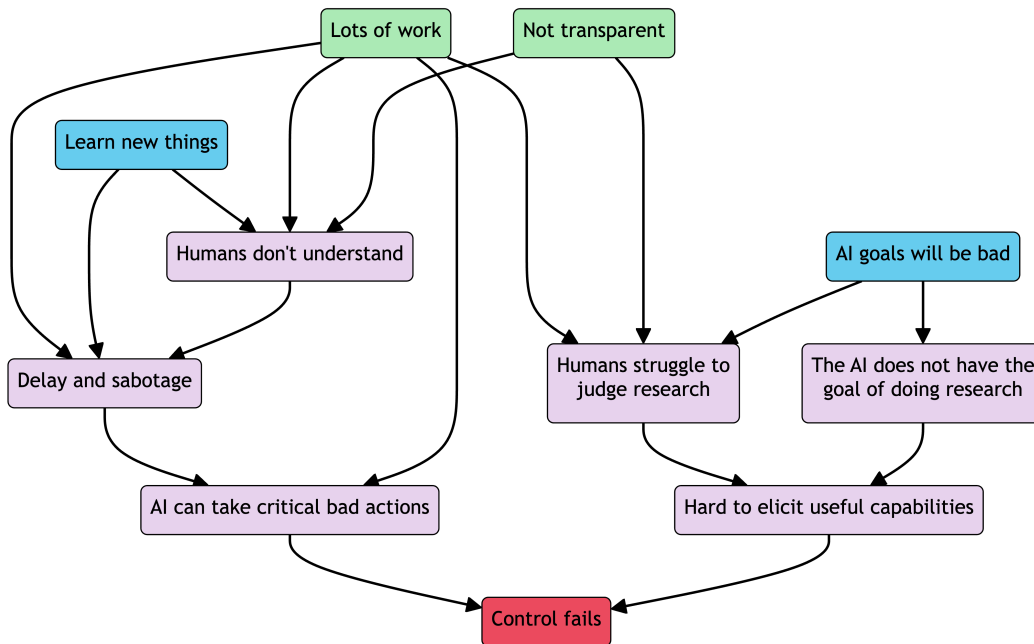 Lots of work
Not transparent
Learn new things
Humans don't understand
AI goals will be bad
Delay and sabotage
Humans struggle to
judge research
The AI does not have the
goal of doing research
AI can take critical bad actions
Hard to elicit useful capabilities
Control fails